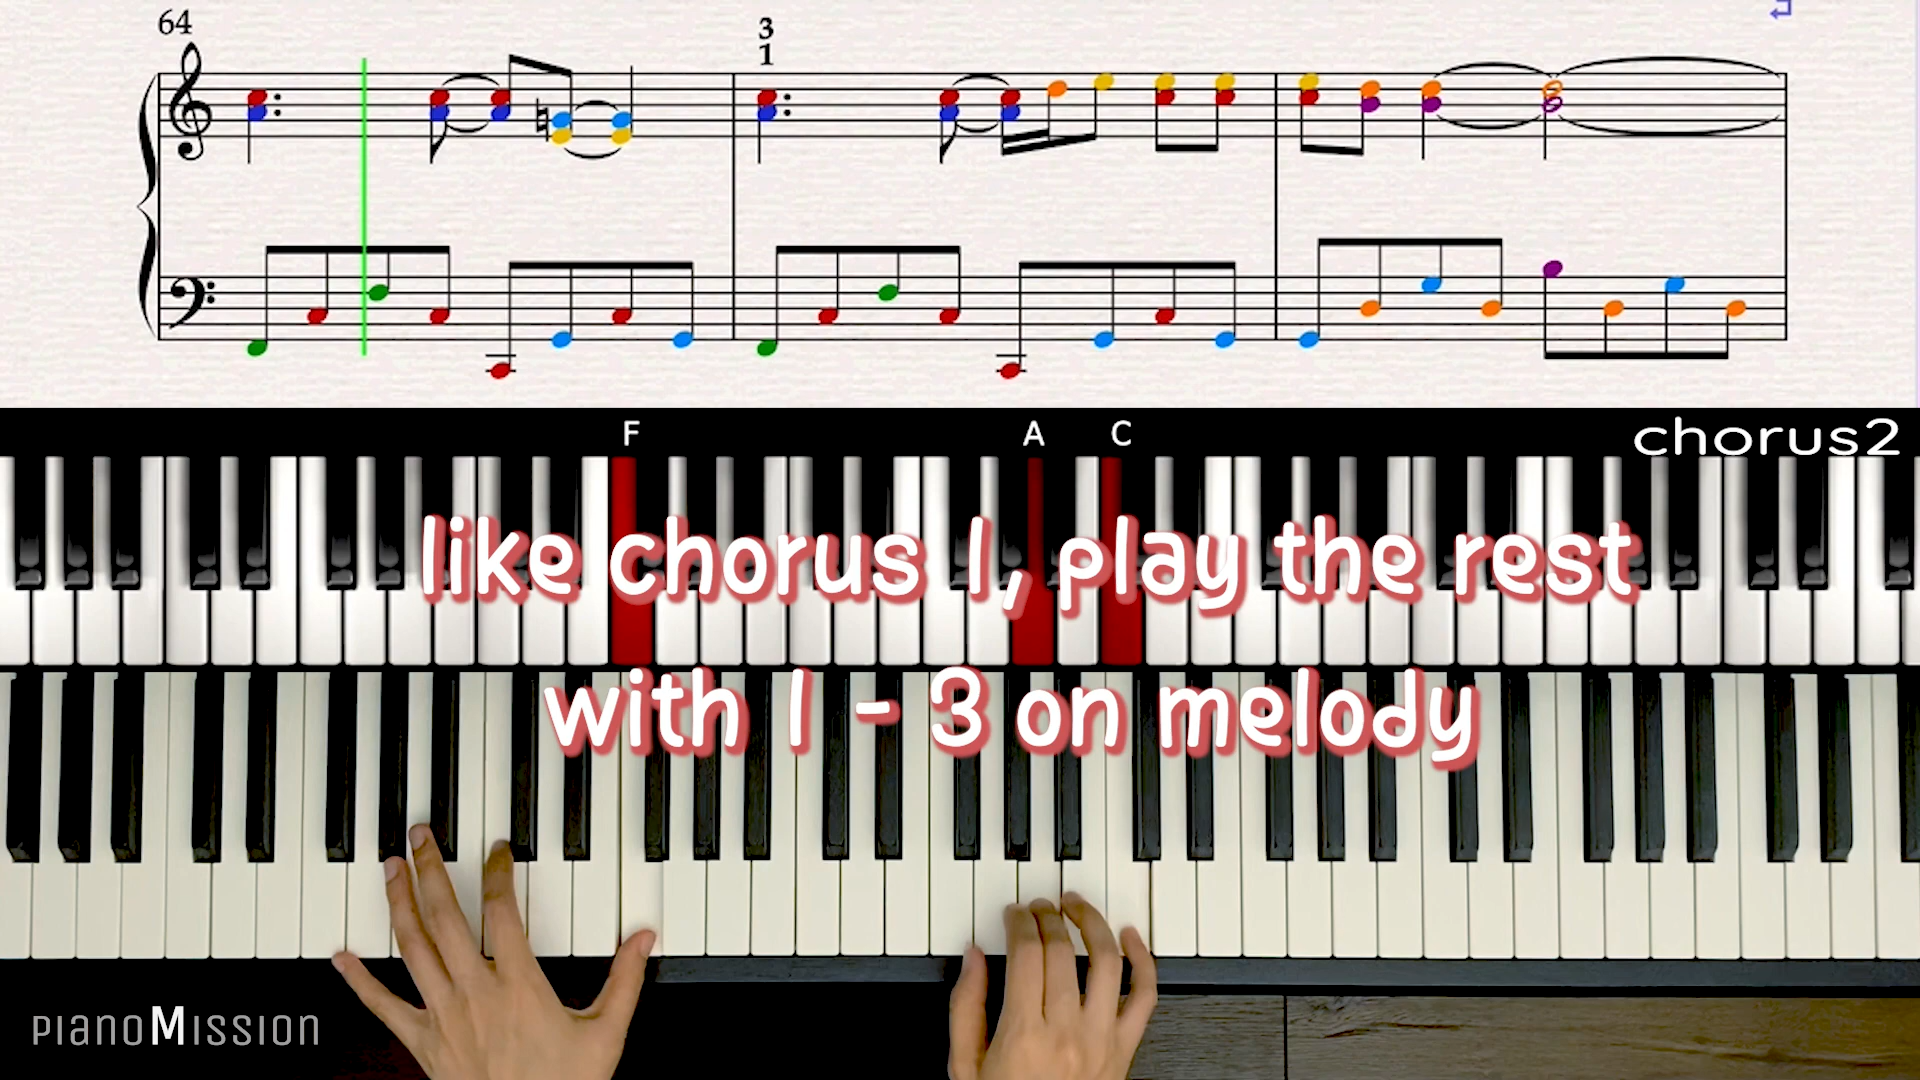 64
3
1
F A C
chorus2
like chorus 1, play the rest
with 1 - 3 on melody
pianoMission